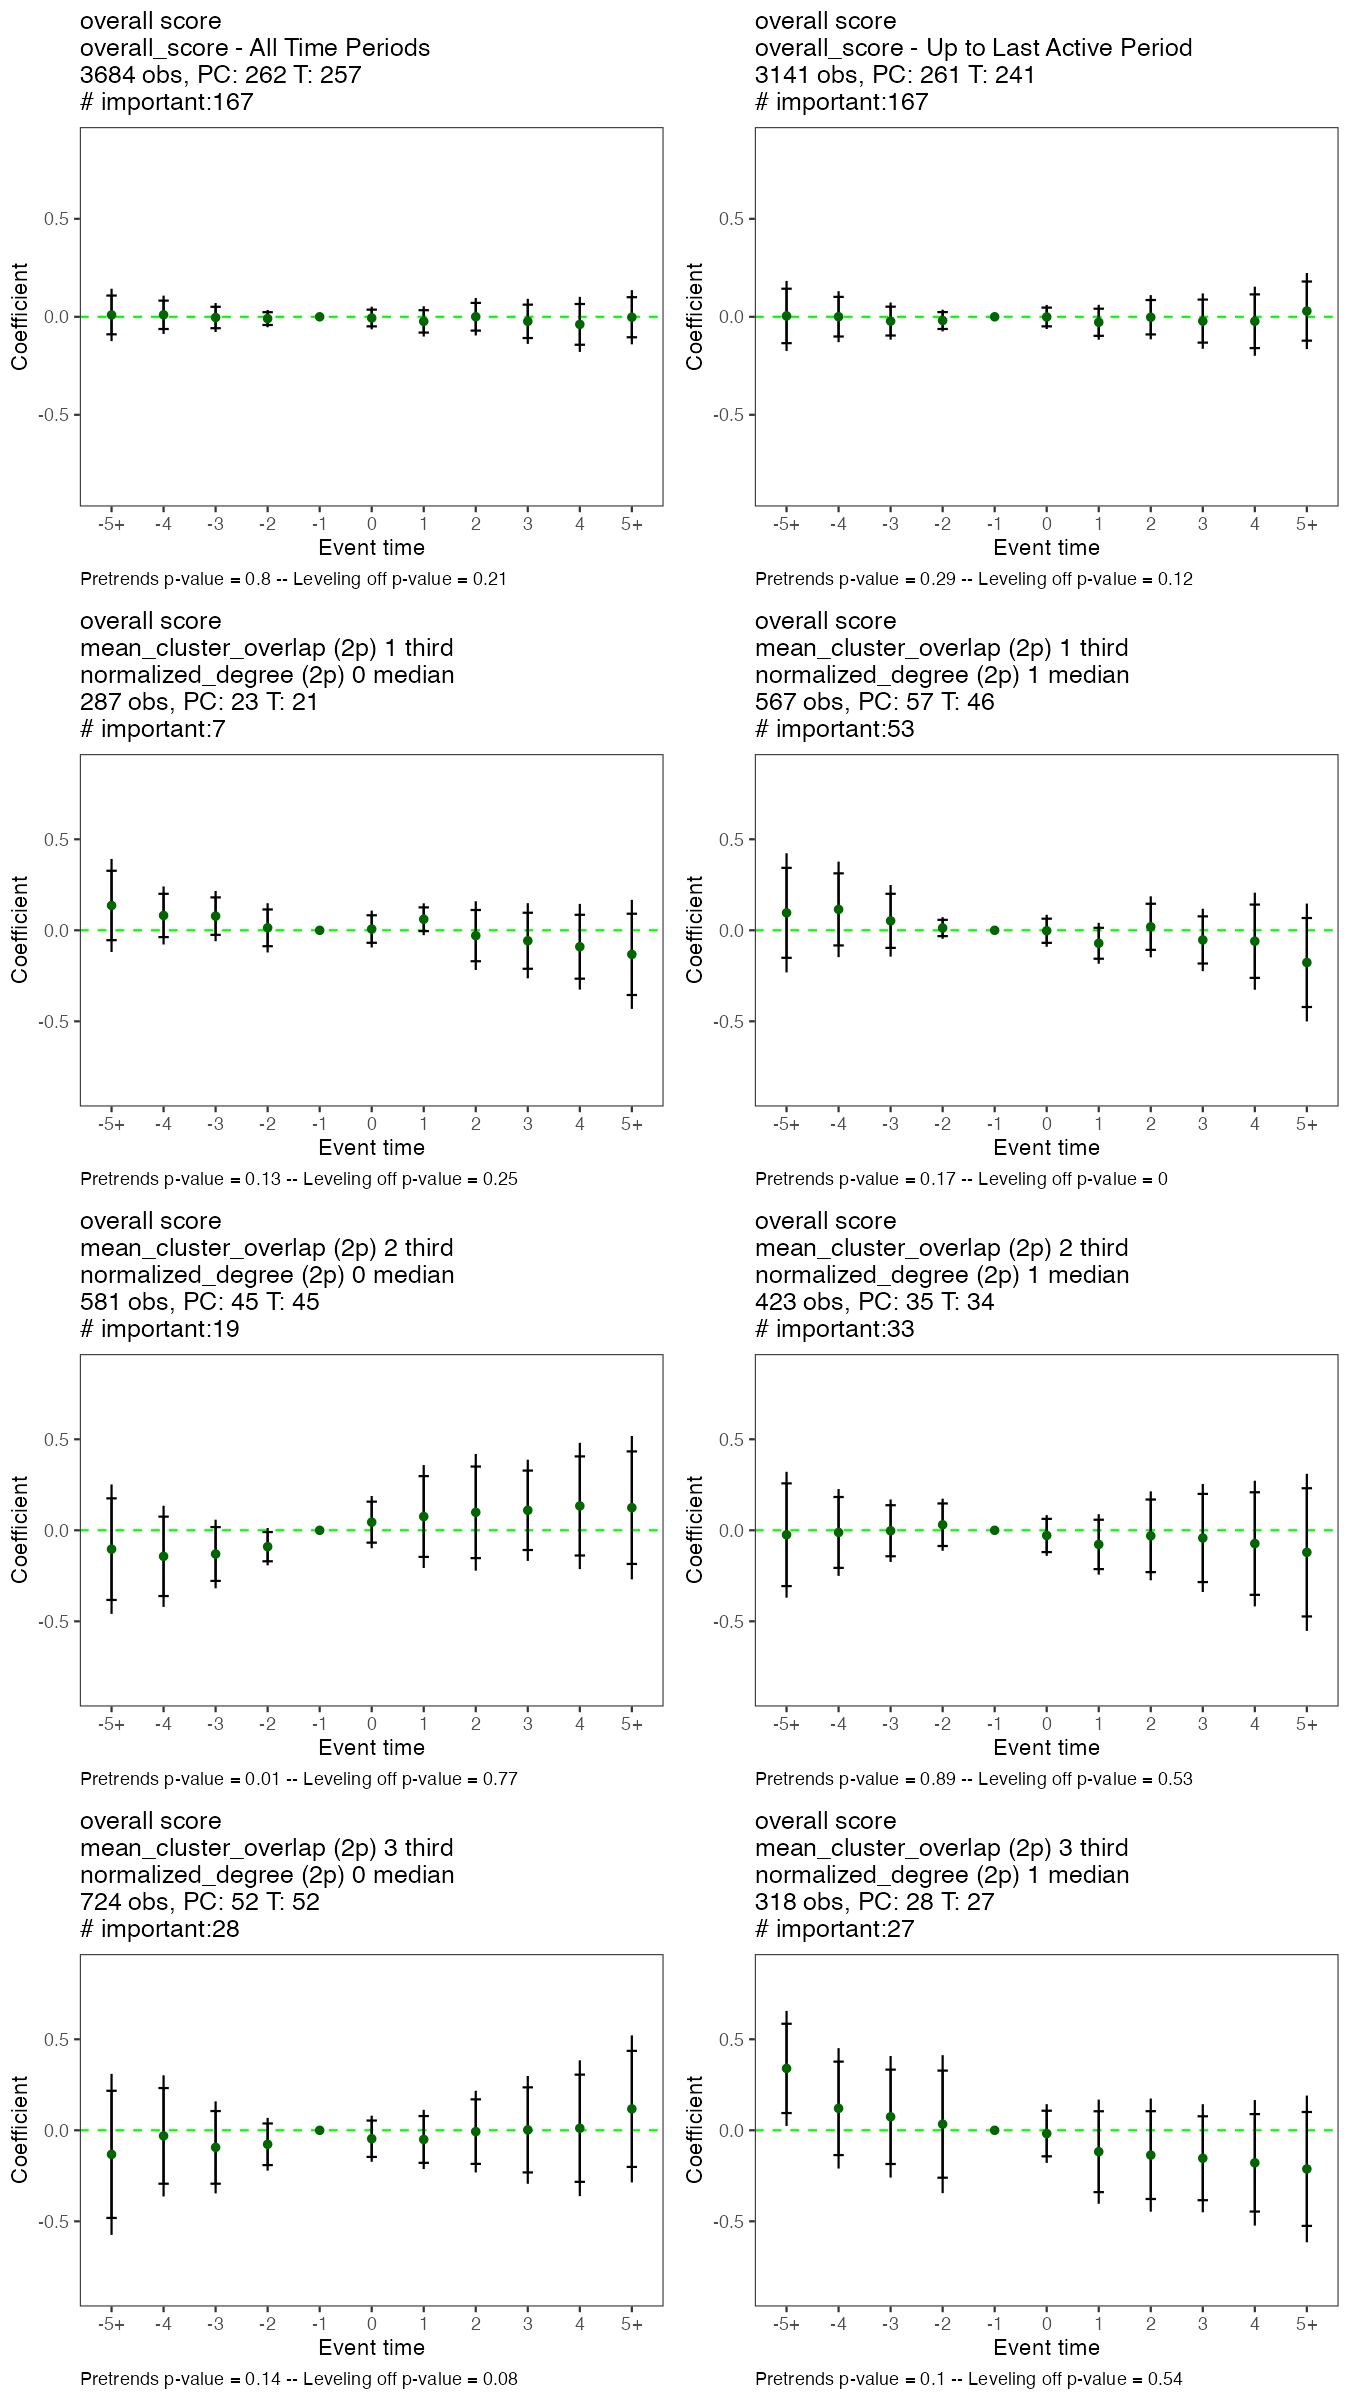 overall score
overall_score - All Time Periods
3684 obs, PC: 262 T: 257
# important:167
Coefficient
0.5
0.0
-0.5
-5+ -4 -3 -2 -1 0 1 2 3 4 5+
Event time
Pretrends p-value = 0.8 -- Leveling off p-value = 0.21
overall score
overall_score - Up to Last Active Period
3141 obs, PC: 261 T: 241
# important:167
Coefficient
0.5
0.0
-0.5
-5+ -4 -3 -2 -1 0 1 2 3 4 5+
Event time
Pretrends p-value = 0.29 -- Leveling off p-value = 0.12
overall score
mean_cluster_overlap (2p) 1 third
normalized_degree (2p) 0 median
287 obs, PC: 23 T: 21
# important:7
Coefficient
0.5
0.0
-0.5
-5+ -4 -3 -2 -1 0 1 2 3 4 5+
Event time
Pretrends p-value = 0.13 -- Leveling off p-value = 0.25
overall score
mean_cluster_overlap (2p) 1 third
normalized_degree (2p) 1 median
567 obs, PC: 57 T: 46
# important:53
Coefficient
0.5
0.0
-0.5
-5+ -4 -3 -2 -1 0 1 2 3 4 5+
Event time
Pretrends p-value = 0.17 -- Leveling off p-value = 0
overall score
mean_cluster_overlap (2p) 2 third
normalized_degree (2p) 0 median
581 obs, PC: 45 T: 45
# important:19
Coefficient
0.5
0.0
-0.5
-5+ -4 -3 -2 -1 0 1 2 3 4 5+
Event time
Pretrends p-value = 0.01 -- Leveling off p-value = 0.77
overall score
mean_cluster_overlap (2p) 2 third
normalized_degree (2p) 1 median
423 obs, PC: 35 T: 34
# important:33
Coefficient
0.5
0.0
-0.5
-5+ -4 -3 -2 -1 0 1 2 3 4 5+
Event time
Pretrends p-value = 0.89 -- Leveling off p-value = 0.53
overall score
mean_cluster_overlap (2p) 3 third
normalized_degree (2p) 0 median
724 obs, PC: 52 T: 52
# important:28
Coefficient
0.5
0.0
-0.5
-5+ -4 -3 -2 -1 0 1 2 3 4 5+
Event time
Pretrends p-value = 0.14 -- Leveling off p-value = 0.08
overall score
mean_cluster_overlap (2p) 3 third
normalized_degree (2p) 1 median
318 obs, PC: 28 T: 27
# important:27
Coefficient
0.5
0.0
-0.5
-5+ -4 -3 -2 -1 0 1 2 3 4 5+
Event time
Pretrends p-value = 0.1 -- Leveling off p-value = 0.54